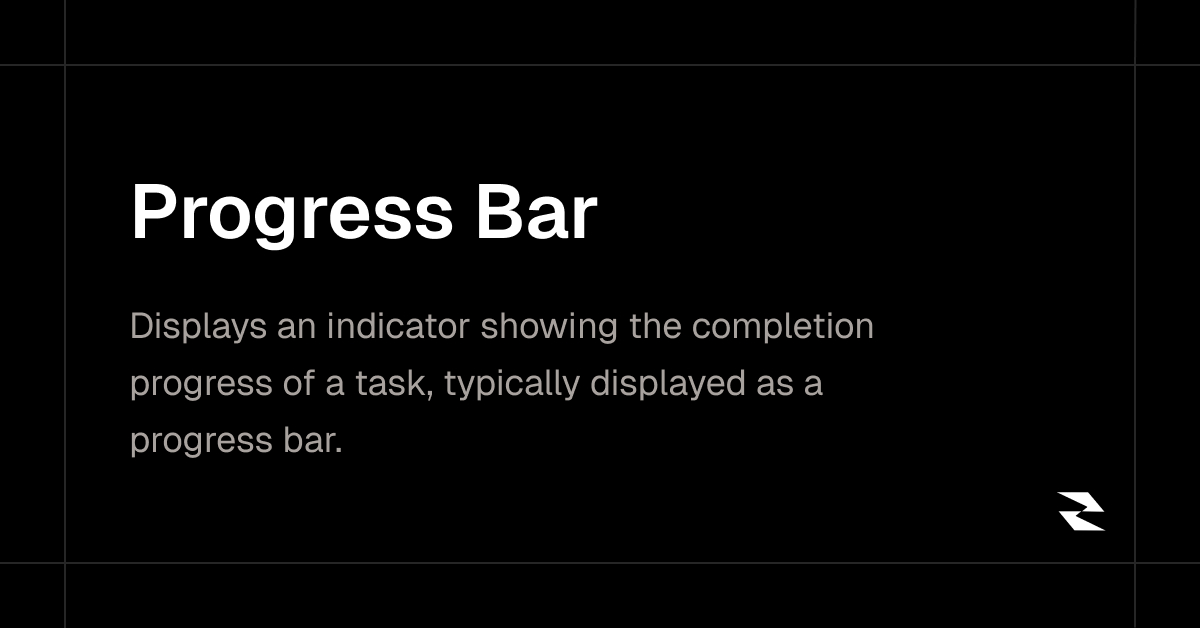 Progress Bar
Displays an indicator showing the completion
progress of a task, typically displayed as a
progress bar.